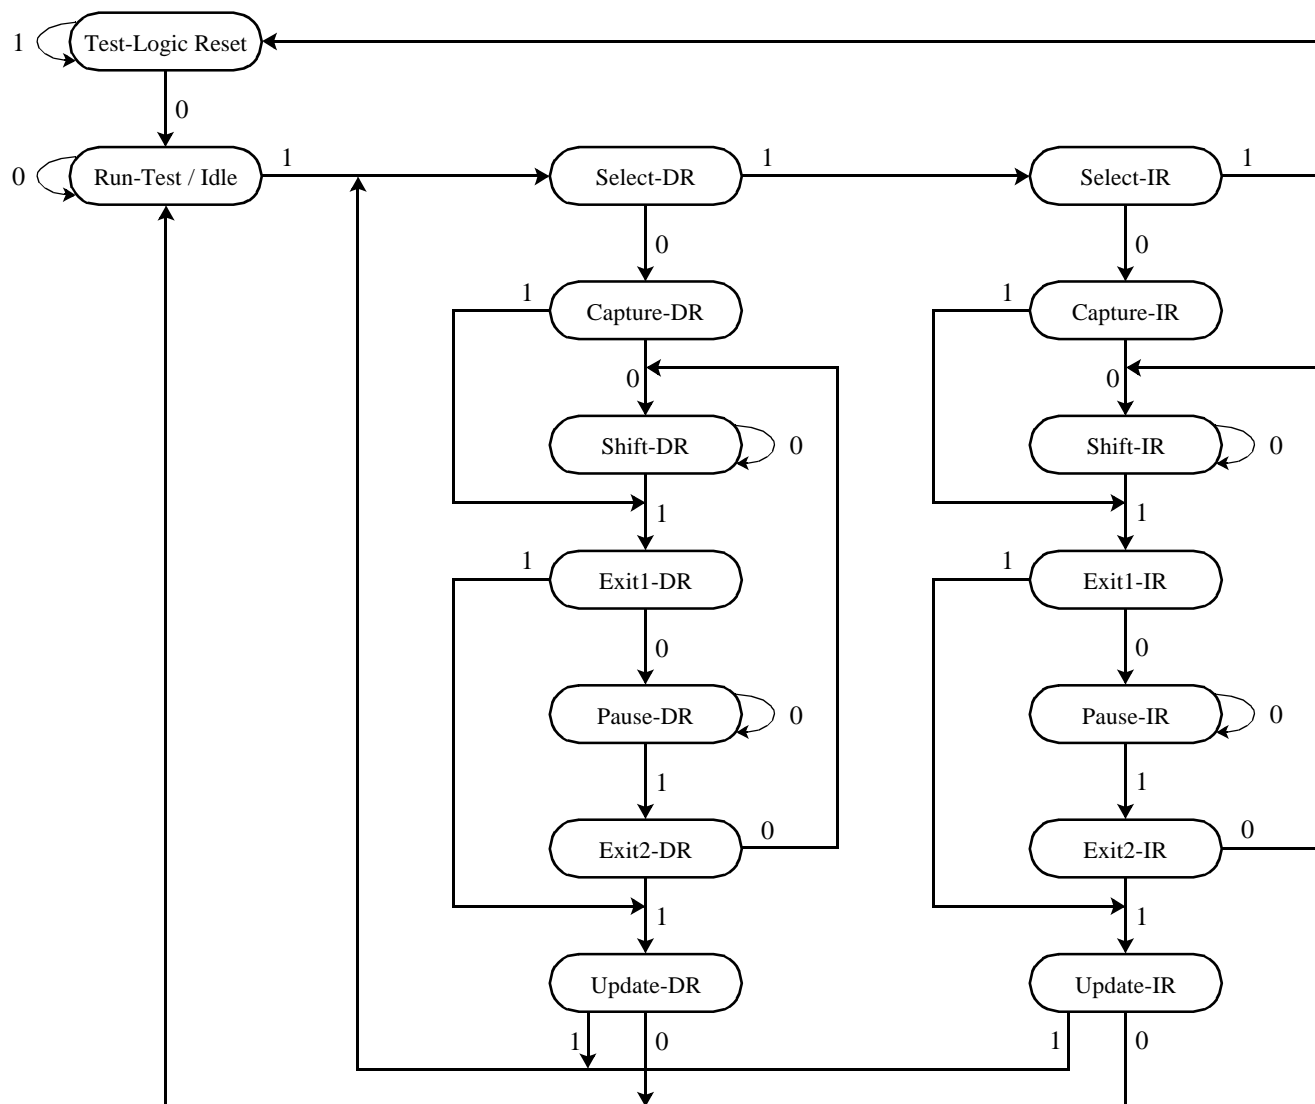 1
Test-Logic Reset
0
0
Run-Test / Idle
1
Select-DR
1
Select-IR
1
0
0
1
Capture-DR
1
Capture-IR
0
0
Shift-DR
0
Shift-IR
0
1
1
1
Exit1-DR
1
Exit1-IR
0
0
Pause-DR
0
Pause-IR
0
1
1
Exit2-DR
0
Exit2-IR
0
1
1
Update-DR
Update-IR
1
0
1
0